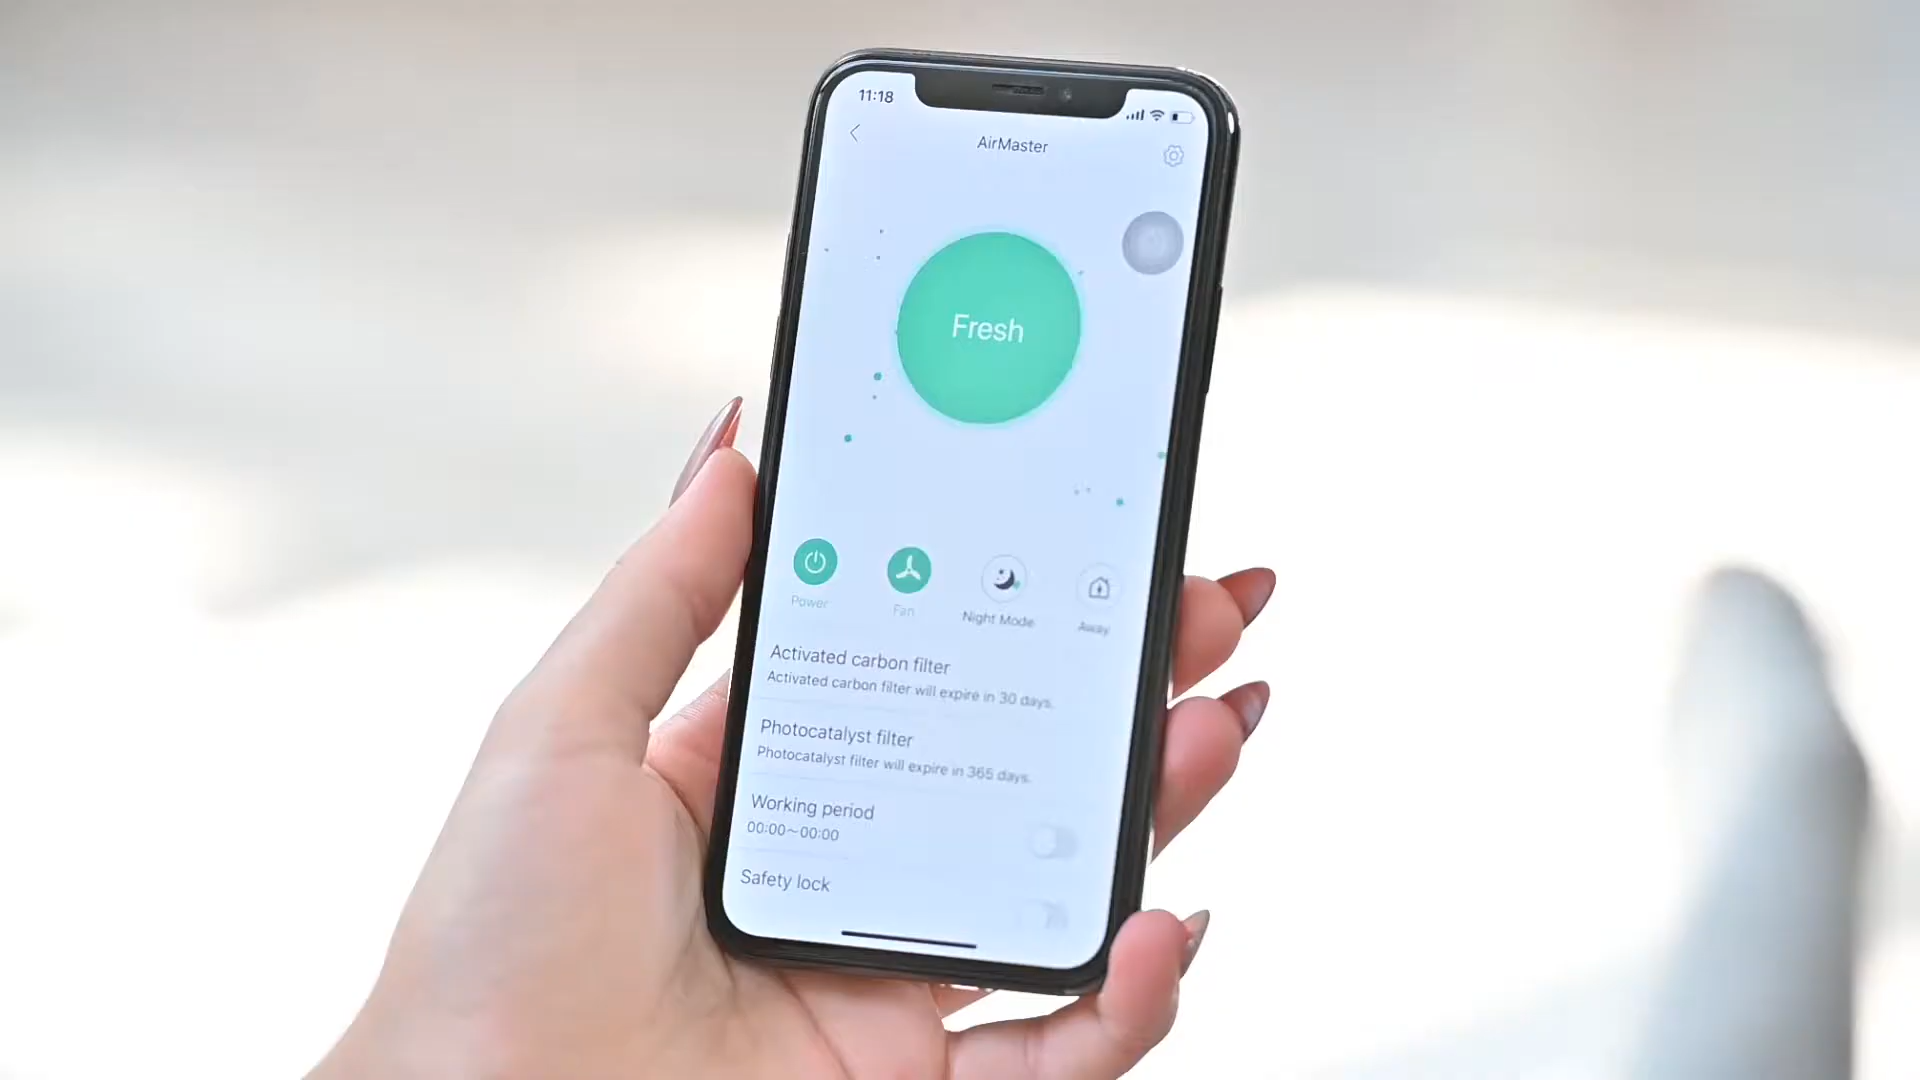 11:18
AirMaster
Fresh
Power
Fan
Night Mode
Away
Activated carbon filter
Activated carbon filter will expire in 30 days.
Photocatalyst filter
Photocatalyst filter will expire in 365 days.
Working period
00:00~00:00
Safety lock